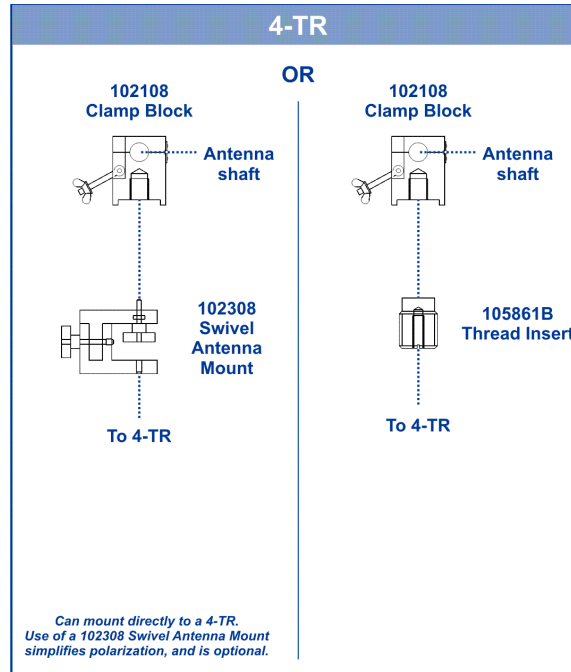 4-TR
OR
102108
Clamp Block
Antenna
shaft
102308
Swivel
Antenna
Mount
To 4-TR
Can mount directly to a 4-TR.
Use of a 102308 Swivel Antenna Mount
simplifies polarization, and is optional.
102108
Clamp Block
Antenna
shaft
105861B
Thread Insert
To 4-TR